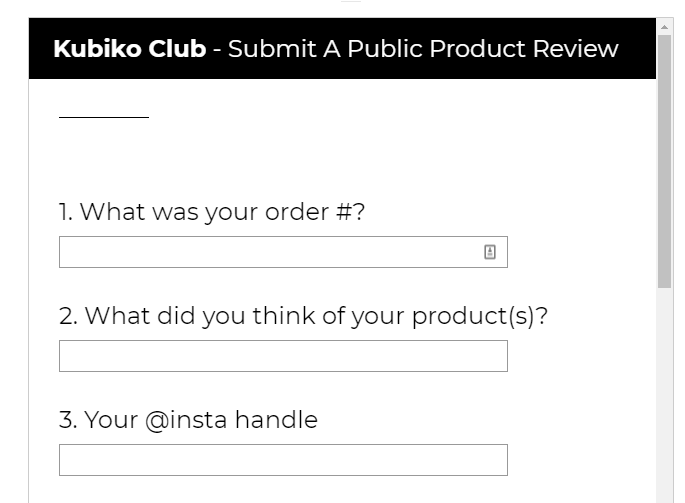 Kubiko Club - Submit A Public Product Review
1. What was your order #?
2. What did you think of your product(s)?
3. Your @insta handle